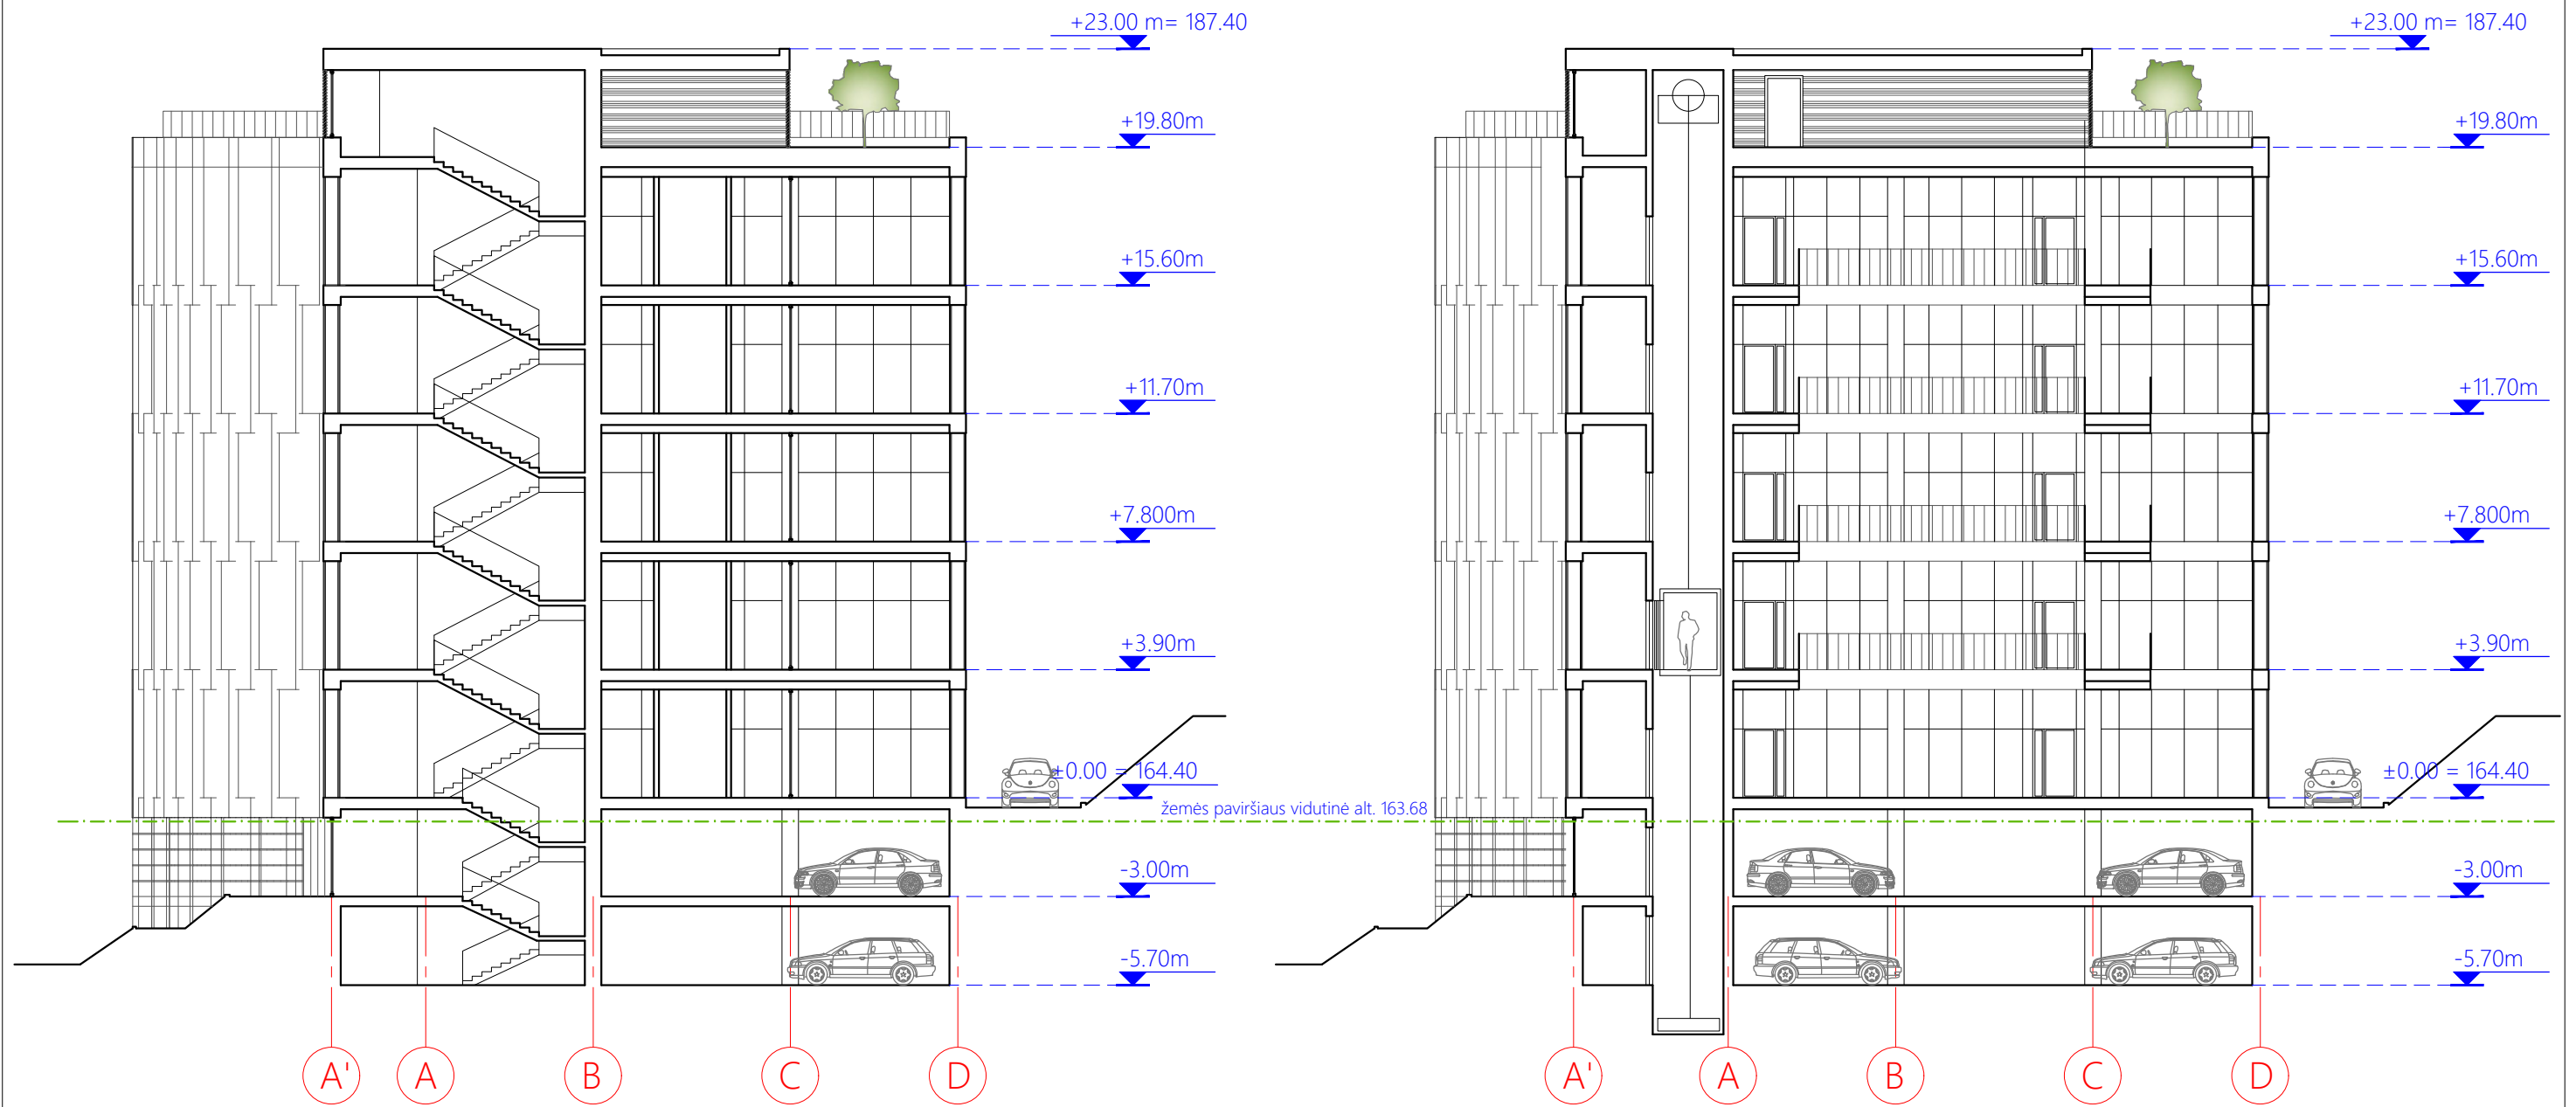 +23.00 m= 187.40
+19.80m
+15.60m
+11.70m
+7.800m
+3.90m
±0.00 = 164.40
žemės paviršiaus vidutinė alt. 163.68
-3.00m
-5.70m
A' A B C D
+23.00 m= 187.40
+19.80m
+15.60m
+11.70m
+7.800m
+3.90m
±0.00 = 164.40
-3.00m
-5.70m
A' A B C D